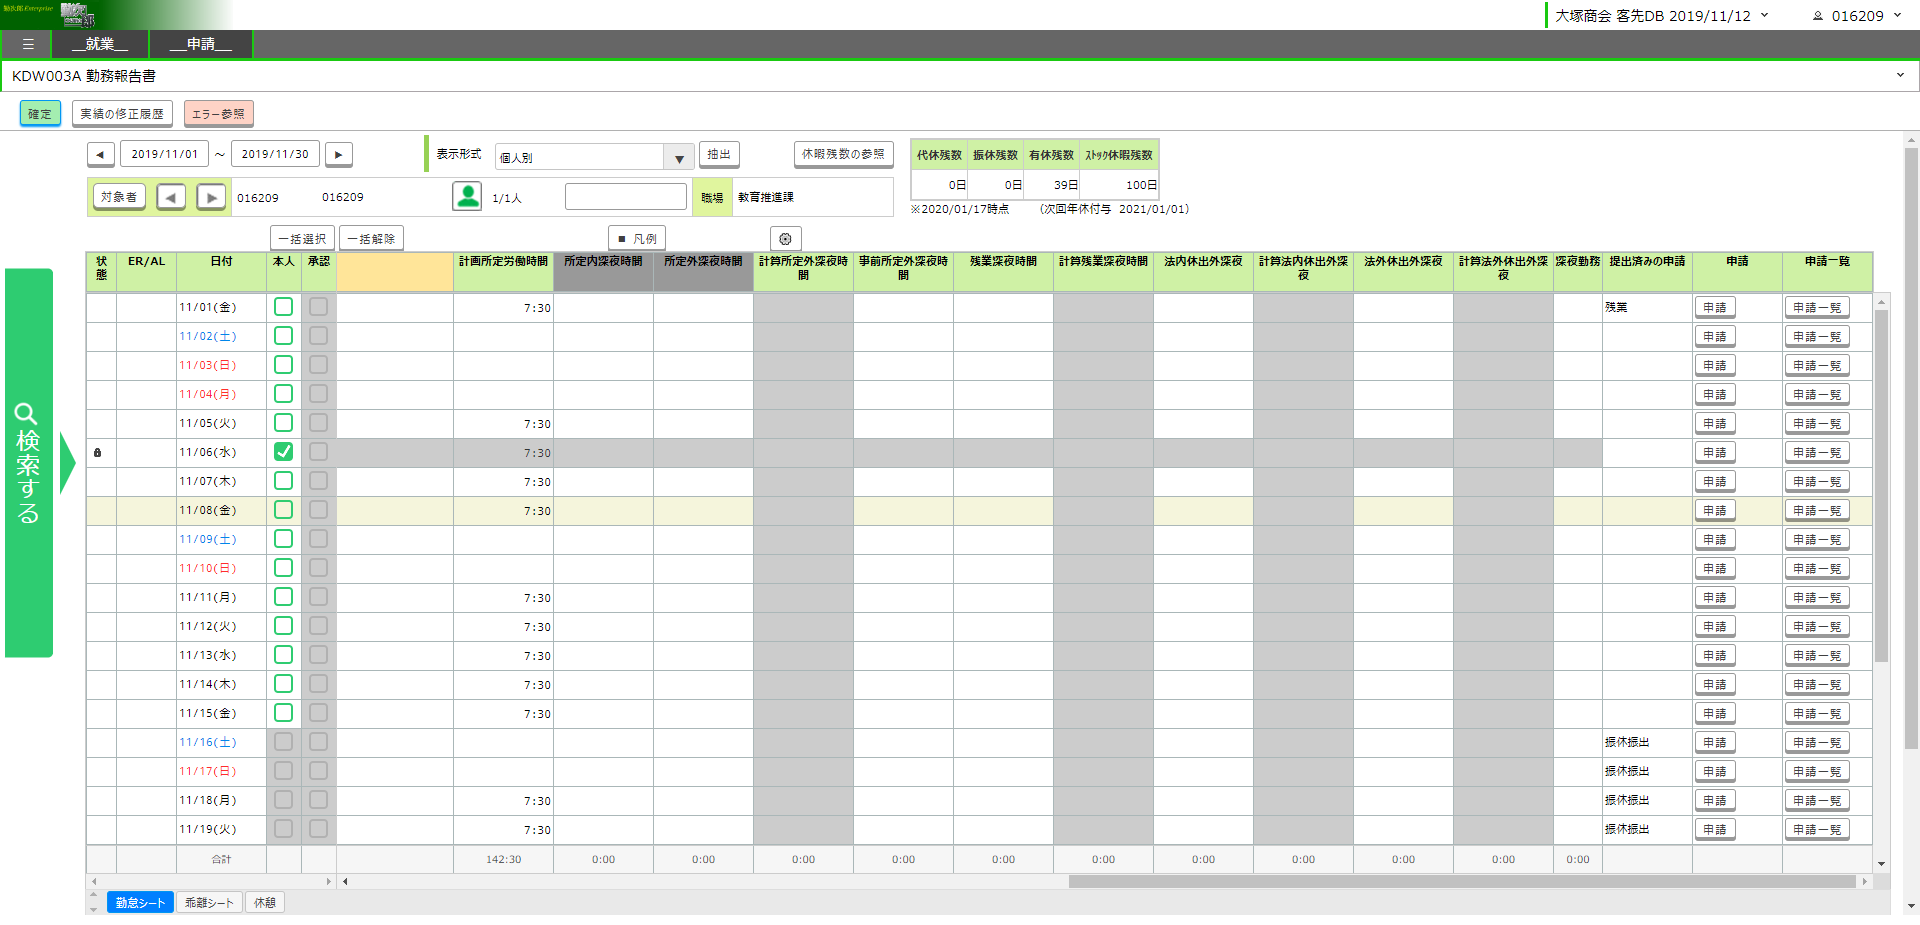 勤次郎Enterprise
大塚商会 客先DB 2019/11/12
016209
☰ __就業__ __申請__
KDW003A 勤務報告書
確定 実績の修正履歴 エラー参照
◀ 2019/11/01 ～ 2019/11/30 ▶ 表示形式 個人別 ▼ 抽出 休暇残数の参照
対象者 ◀ ▶ 016209 016209 1/1人 職場 教育推進課
代休残数 振休残数 有休残数 ｽﾄｯｸ休暇残数
0日 0日 39日 100日
※2020/01/17時点 (次回年休付与 2021/01/01)
一括選択 一括解除 ■ 凡例
検索する
状態 ER/AL 日付 本人 承認 計画所定労働時間 所定内深夜時間 所定外深夜時間 計算所定外深夜時間 事前所定外深夜時間 残業深夜時間 計算残業深夜時間 法内休出外深夜 計算法内休出外深夜 法外休出外深夜 計算法外休出外深夜 深夜勤務 提出済みの申請 申請 申請一覧
11/01(金) 7:30 残業 申請 申請一覧
11/02(土) 申請 申請一覧
11/03(日) 申請 申請一覧
11/04(月) 申請 申請一覧
11/05(火) 7:30 申請 申請一覧
11/06(水) 7:30 申請 申請一覧
11/07(木) 7:30 申請 申請一覧
11/08(金) 7:30 申請 申請一覧
11/09(土) 申請 申請一覧
11/10(日) 申請 申請一覧
11/11(月) 7:30 申請 申請一覧
11/12(火) 7:30 申請 申請一覧
11/13(水) 7:30 申請 申請一覧
11/14(木) 7:30 申請 申請一覧
11/15(金) 7:30 申請 申請一覧
11/16(土) 振休振出 申請 申請一覧
11/17(日) 振休振出 申請 申請一覧
11/18(月) 7:30 振休振出 申請 申請一覧
11/19(火) 7:30 振休振出 申請 申請一覧
合計 142:30 0:00 0:00 0:00 0:00 0:00 0:00 0:00 0:00 0:00 0:00 0:00
勤怠シート 乖離シート 休憩